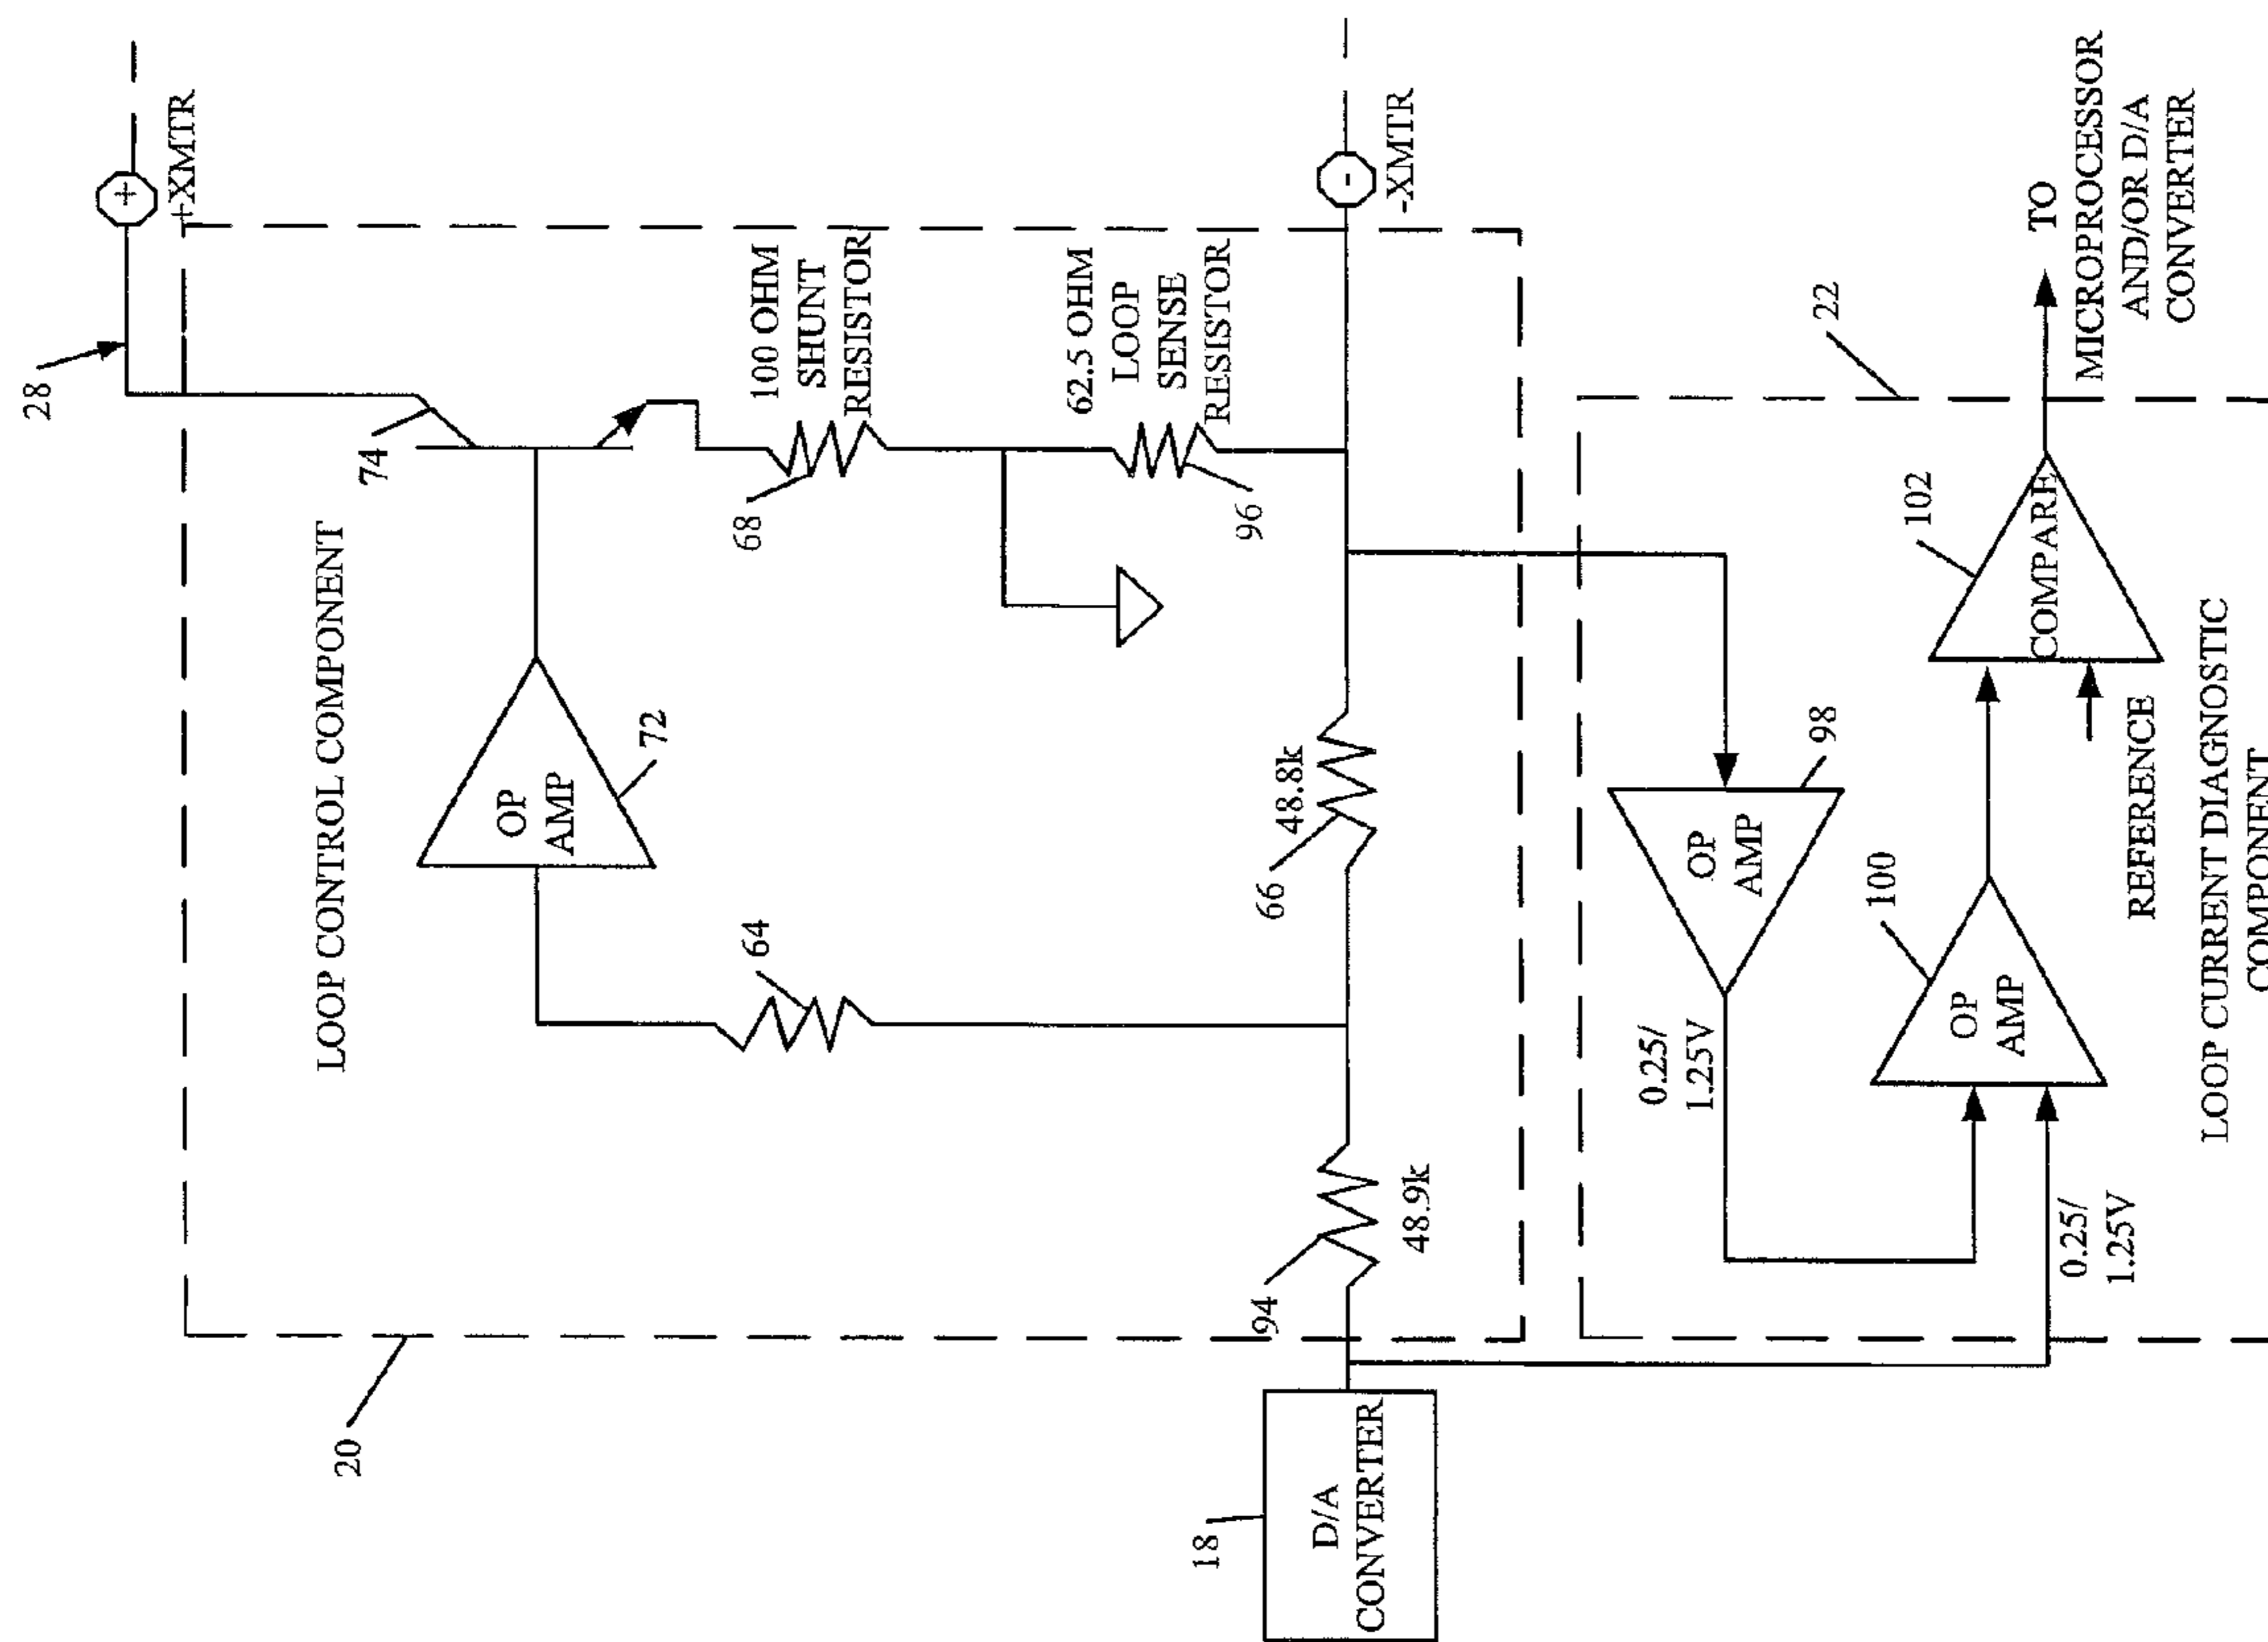 28
+XMTR
74
LOOP CONTROL COMPONENT
OP
AMP
72
68
100 OHM
SHUNT
RESISTOR
62.5 OHM
LOOP
SENSE
RESISTOR
96
64
66
48.8k
-XMTR
94
48.9k
20
18
D/A
CONVERTER
22
OP
AMP
98
0.25/
1.25V
100
OP
AMP
0.25/
1.25V
102
COMPARE
REFERENCE
TO
MICROPROCESSOR
AND/OR D/A
CONVERTER
LOOP CURRENT DIAGNOSTIC
COMPONENT